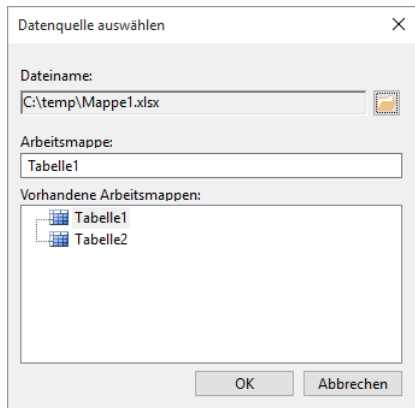 Datenquelle auswählen
Dateiname:
C:\temp\Mappe1.xlsx
Arbeitsmappe:
Tabelle1
Vorhandene Arbeitsmappen:
Tabelle1
Tabelle2
OK Abbrechen